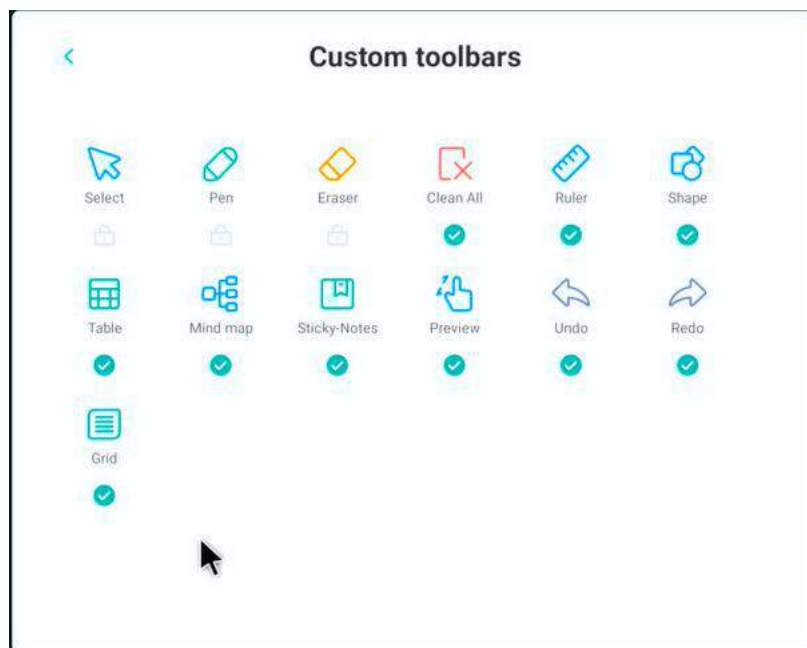 Custom toolbars
Select Pen Eraser Clean All Ruler Shape
Table Mind map Sticky-Notes Preview Undo Redo
Grid